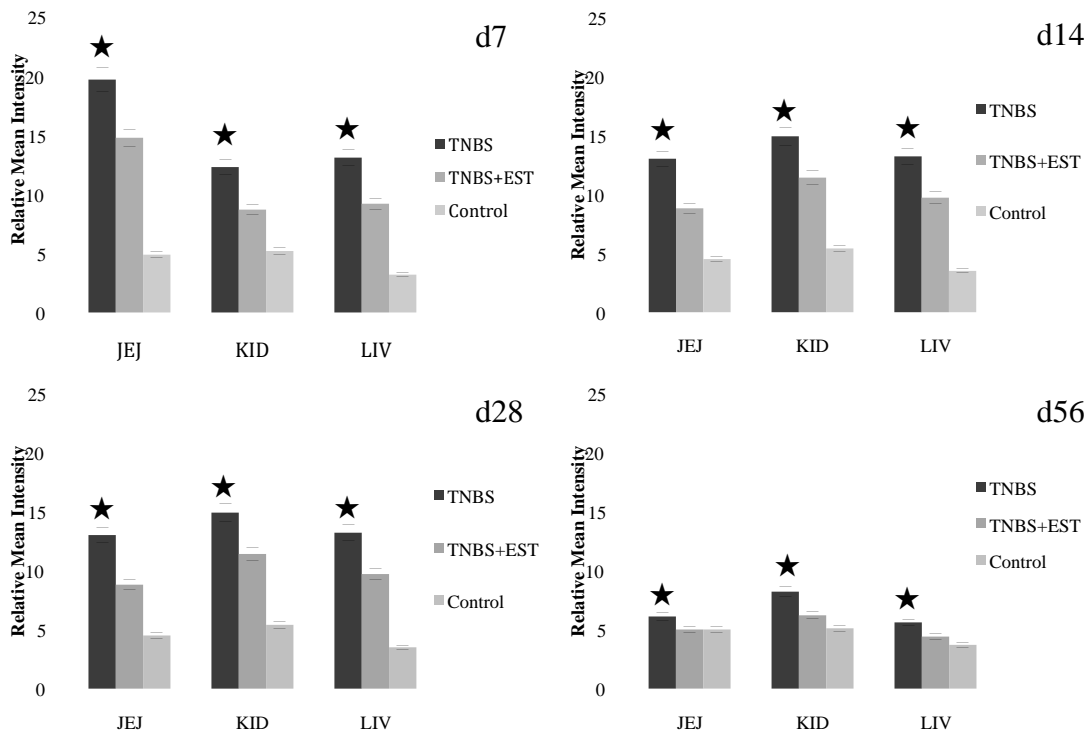 25
20
15
10
5
0
Relative Mean Intensity
d7
TNBS
TNBS+EST
Control
JEJ KID LIV
25
20
15
10
5
0
Relative Mean Intensity
d14
TNBS
TNBS+EST
Control
JEJ KID LIV
25
20
15
10
5
0
Relative Mean Intensity
d28
TNBS
TNBS+EST
Control
JEJ KID LIV
25
20
15
10
5
0
Relative Mean Intensity
d56
TNBS
TNBS+EST
Control
JEJ KID LIV